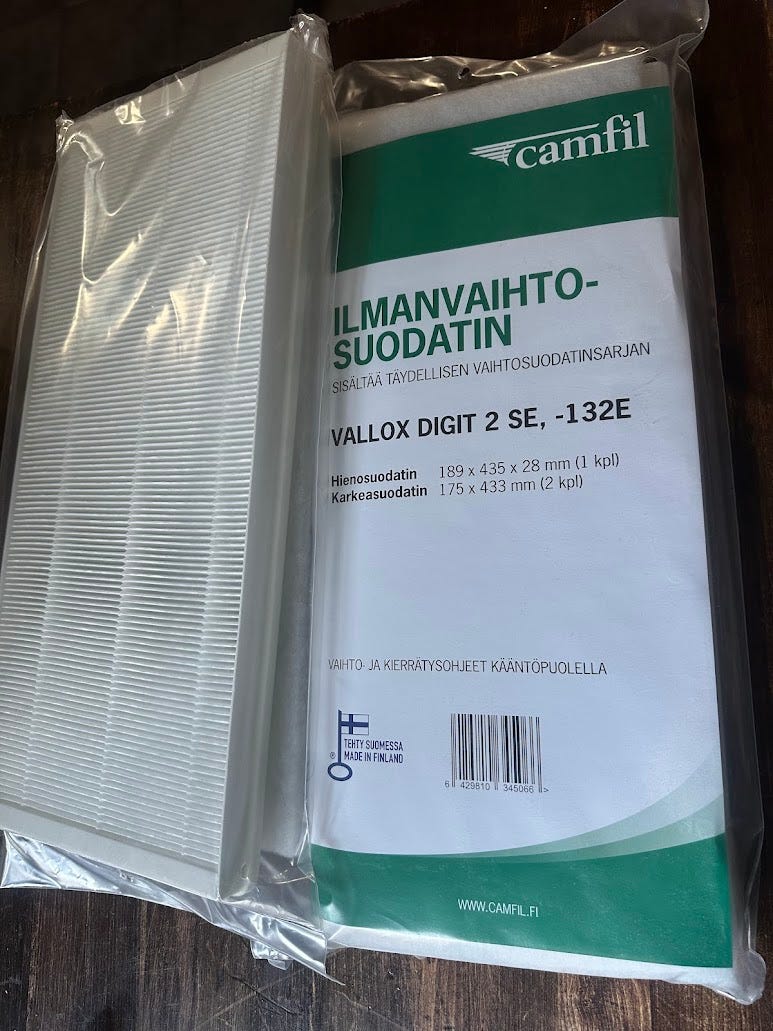 camfil
ILMANVAIHTO-
SUODATIN
SISÄLTÄÄ TÄYDELLISEN VAIHTOSUODATINSARJAN
VALLOX DIGIT 2 SE, -132E
Hienosuodatin 189 x 435 x 28 mm (1 kpl)
Karkeasuodatin 175 x 433 mm (2 kpl)
VAIHTO- JA KIERRÄTYSOHJEET KÄÄNTÖPUOLELLA
TEHTY SUOMESSA
® MADE IN FINLAND
6 429810 345066 >
WWW.CAMFIL.FI